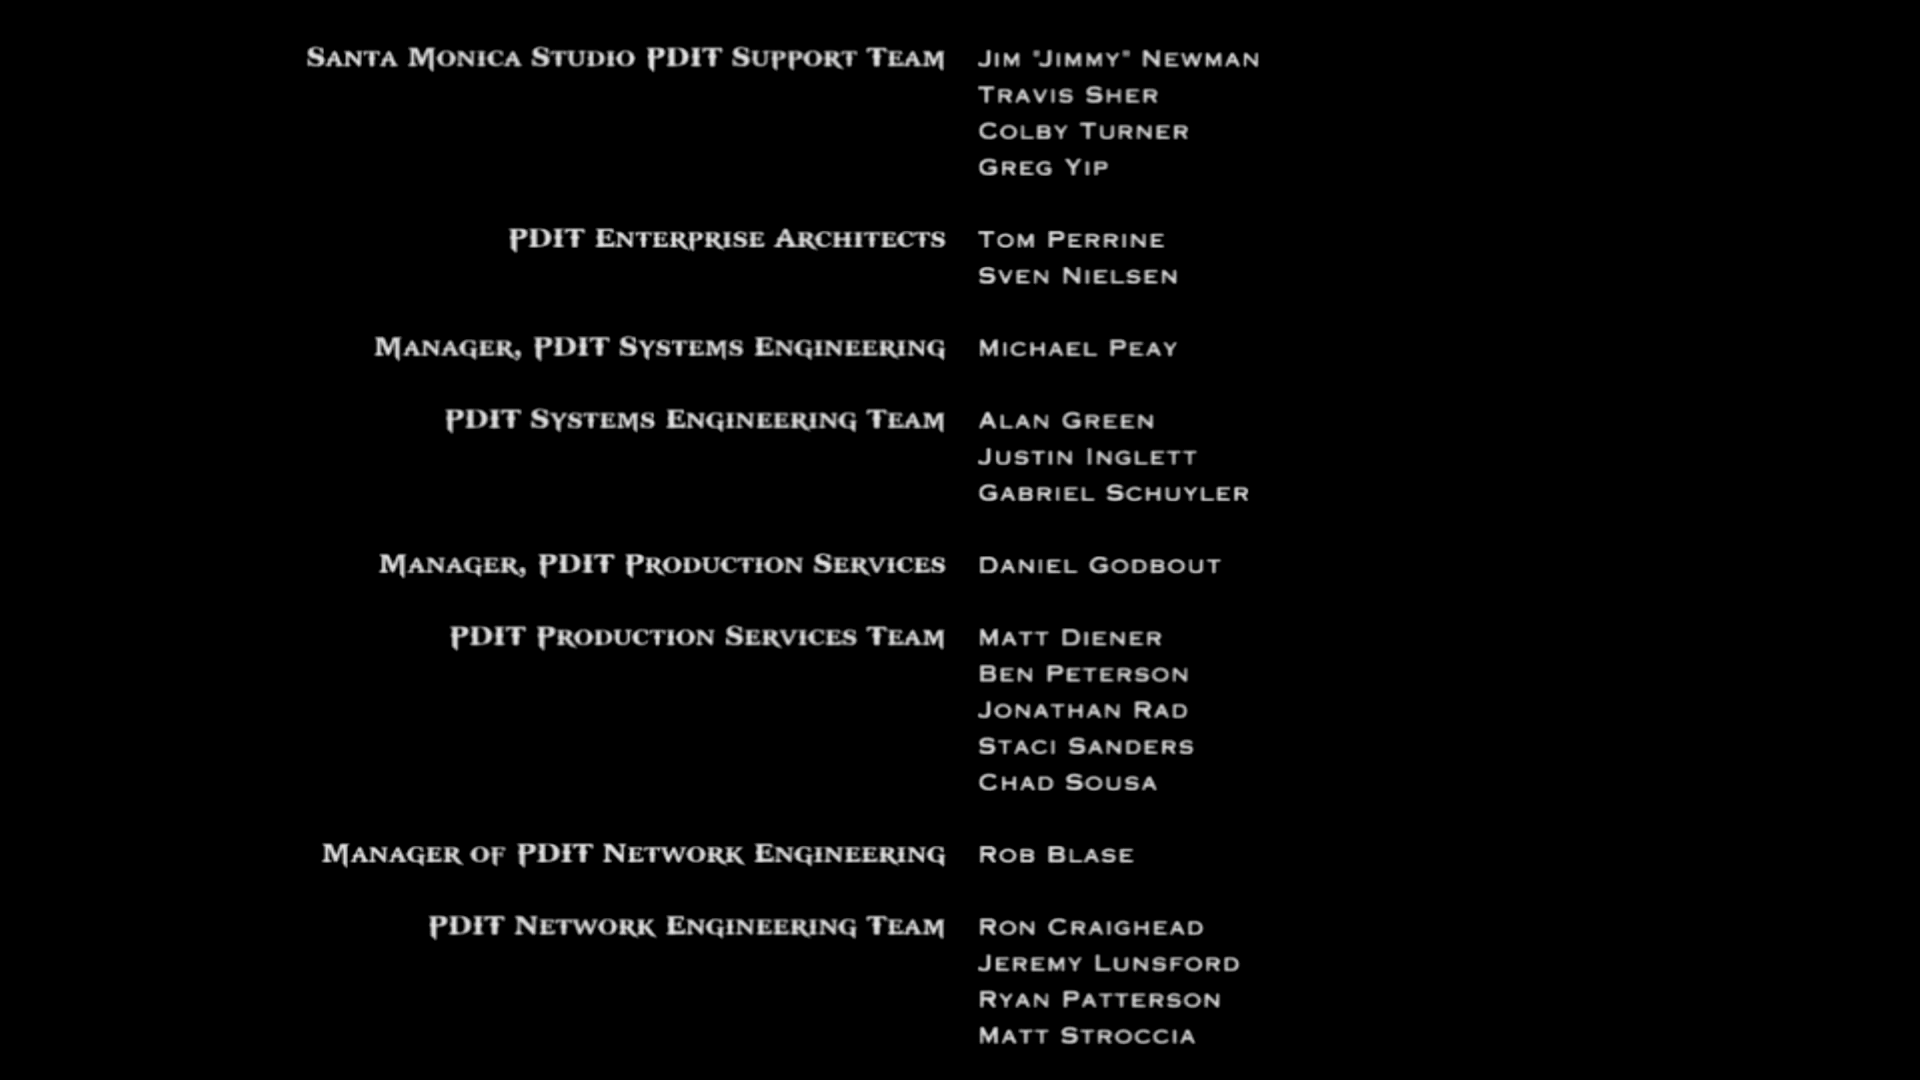 Santa Monica Studio PDIT Support Team Jim "Jimmy" Newman
Travis Sher
Colby Turner
Greg Yip
PDIT Enterprise Architects Tom Perrine
Sven Nielsen
Manager, PDIT Systems Engineering Michael Peay
PDIT Systems Engineering Team Alan Green
Justin Inglett
Gabriel Schuyler
Manager, PDIT Production Services Daniel Godbout
PDIT Production Services Team Matt Diener
Ben Peterson
Jonathan Rad
Staci Sanders
Chad Sousa
Manager of PDIT Network Engineering Rob Blase
PDIT Network Engineering Team Ron Craighead
Jeremy Lunsford
Ryan Patterson
Matt Stroccia